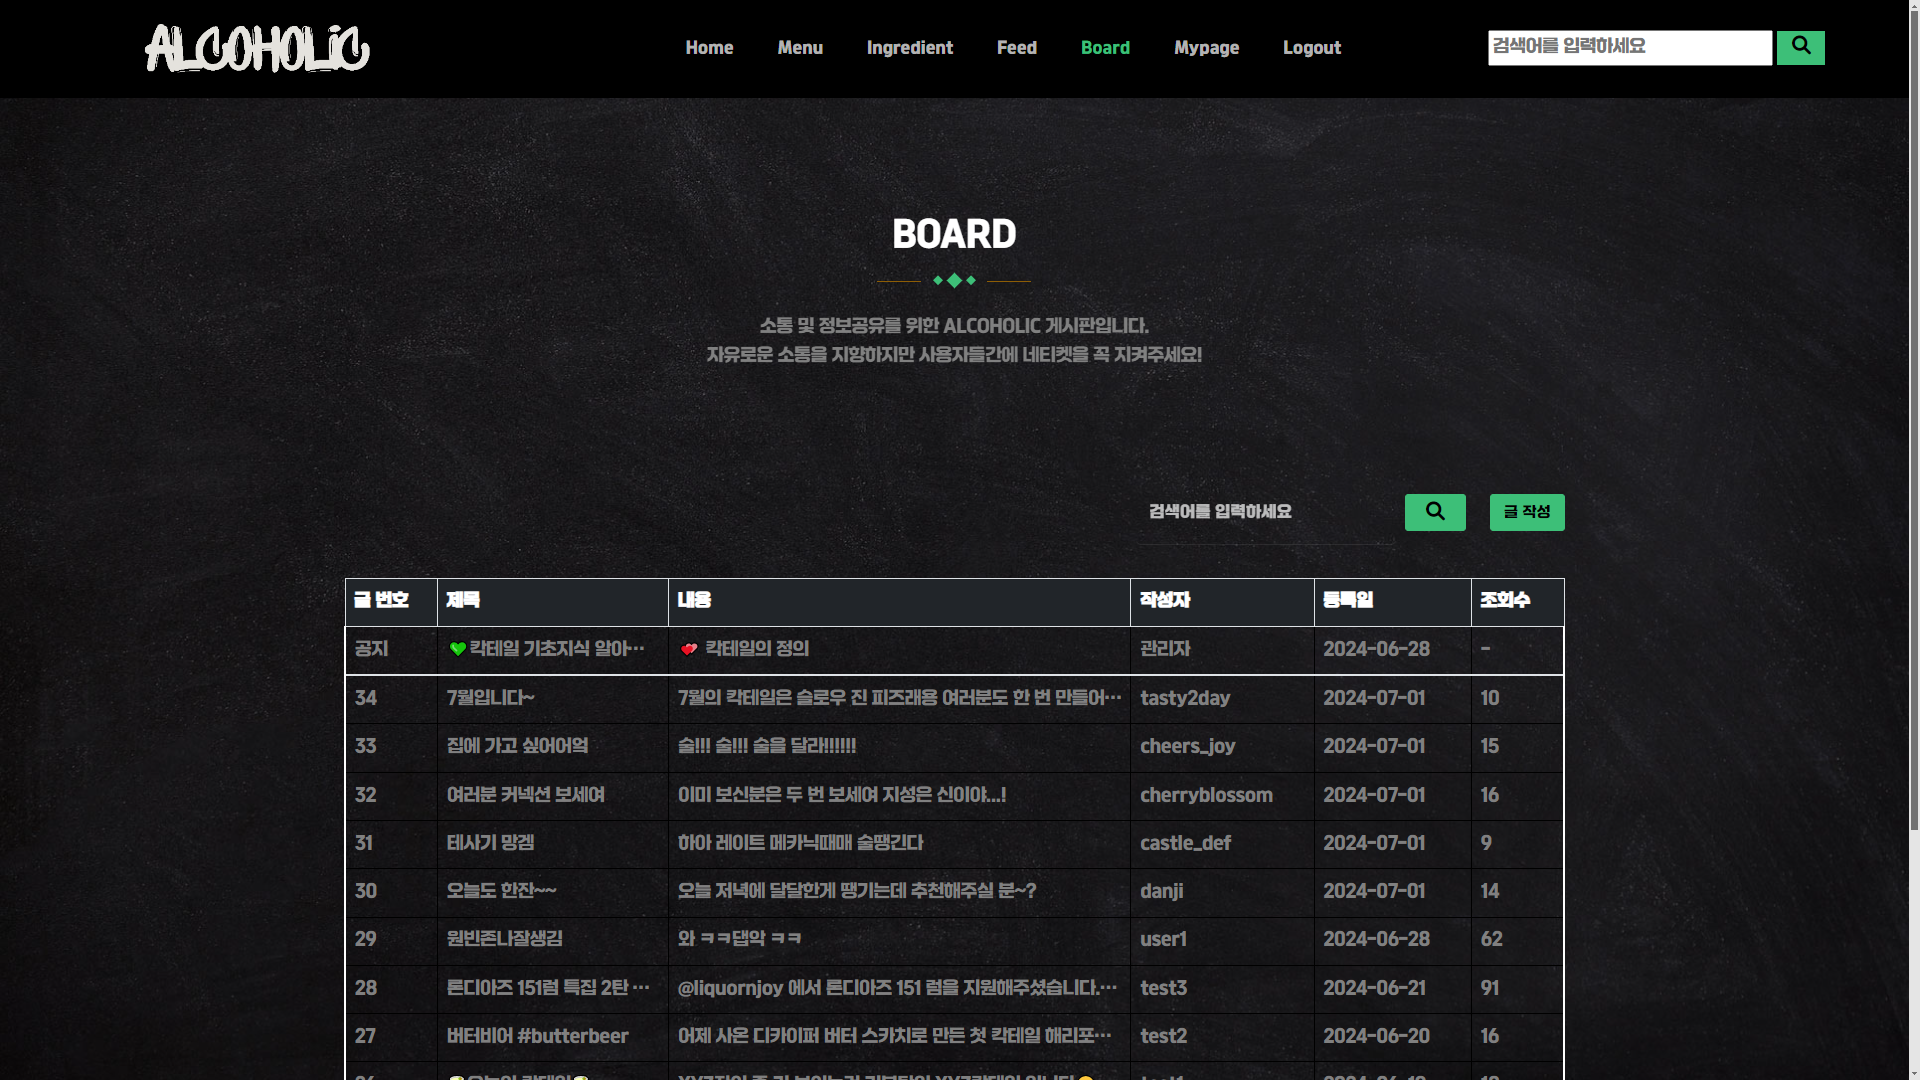 ALCOHOLiC
Home Menu Ingredient Feed Board Mypage Logout
검색어를 입력하세요
BOARD
소통 및 정보공유를 위한 ALCOHOLIC 게시판입니다.
자유로운 소통을 지향하지만 사용자들간에 네티켓을 꼭 지켜주세요!
검색어를 입력하세요
글 작성
글 번호 제목 내용 작성자 등록일 조회수
공지 💚칵테일 기초지식 알아… 💕 칵테일의 정의 관리자 2024-06-28 -
34 7월입니다~ 7월의 칵테일은 슬로우 진 피즈래용 여러분도 한 번 만들어… tasty2day 2024-07-01 10
33 집에 가고 싶어어억 술!!! 술!!! 술을 달라!!!!!! cheers_joy 2024-07-01 15
32 여러분 커넥션 보세여 이미 보신분은 두 번 보세여 지성은 신이야...! cherryblossom 2024-07-01 16
31 테사기 망겜 하아 레이트 메카닉때매 술땡긴다 castle_def 2024-07-01 9
30 오늘도 한잔~~ 오늘 저녁에 달달한게 땡기는데 추천해주실 분~? danji 2024-07-01 14
29 원빈존나잘생김 와 ㅋㅋ댑악 ㅋㅋ user1 2024-06-28 62
28 론디아즈 151럼 특집 2탄 … @liquornjoy 에서 론디아즈 151 럼을 지원해주셨습니다.… test3 2024-06-21 91
27 버터비어 #butterbeer 어제 사온 디카이퍼 버터 스카치로 만든 첫 칵테일 해리포… test2 2024-06-20 16